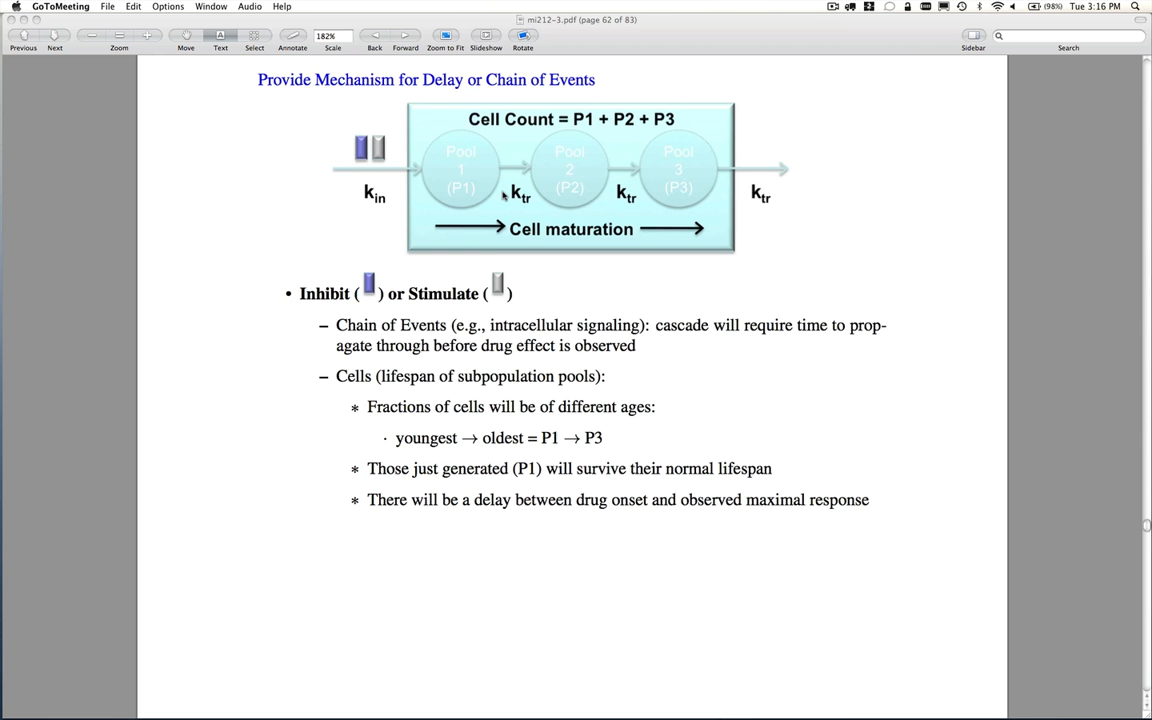 GoToMeeting File Edit Options Window Audio Help (98%) Tue 3:16 PM
mi212-3.pdf (page 62 of 83)
182%
Previous Next Zoom Move Text Select Annotate Scale Back Forward Zoom to Fit Slideshow Rotate Sidebar Search
Provide Mechanism for Delay or Chain of Events
Cell Count = P1 + P2 + P3
Pool Pool Pool
1 2 3
(P1) (P2) (P3)
kin ktr ktr ktr
Cell maturation
• Inhibit ( ) or Stimulate ( )
– Chain of Events (e.g., intracellular signaling): cascade will require time to prop-
agate through before drug effect is observed
– Cells (lifespan of subpopulation pools):
∗ Fractions of cells will be of different ages:
· youngest → oldest = P1 → P3
∗ Those just generated (P1) will survive their normal lifespan
∗ There will be a delay between drug onset and observed maximal response